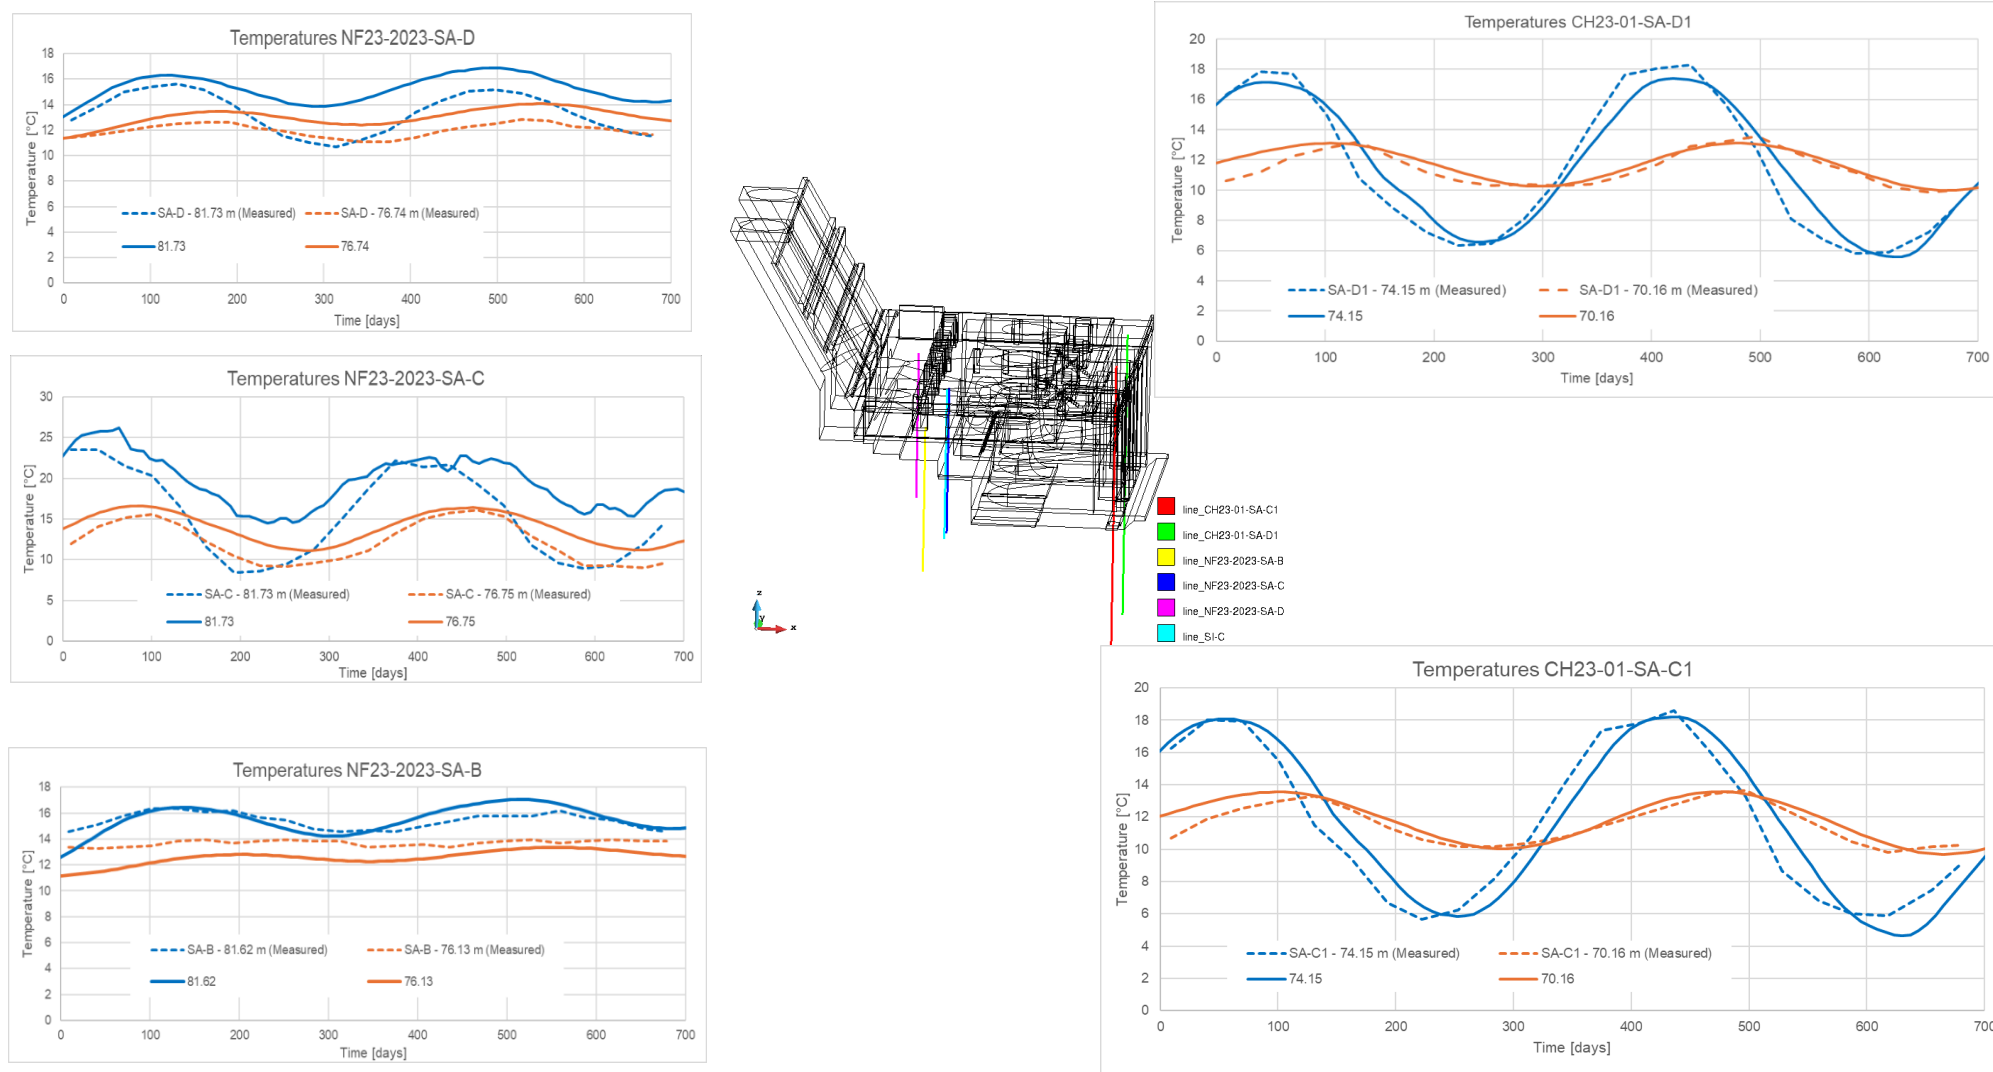 Temperatures NF23-2023-SA-D
Temperature [°C]
18
16
14
12
10
8
6
4
2
0
SA-D - 81.73 m (Measured) SA-D - 76.74 m (Measured)
81.73 76.74
0 100 200 300 400 500 600 700
Time [days]
Temperatures NF23-2023-SA-C
Temperature [°C]
30
25
20
15
10
5
0
SA-C - 81.73 m (Measured) SA-C - 76.75 m (Measured)
81.73 76.75
0 100 200 300 400 500 600 700
Time [days]
Temperatures NF23-2023-SA-B
Temperature [°C]
18
16
14
12
10
8
6
4
2
0
SA-B - 81.62 m (Measured) SA-B - 76.13 m (Measured)
81.62 76.13
0 100 200 300 400 500 600 700
Time [days]
z
y
x
line_CH23-01-SA-C1
line_CH23-01-SA-D1
line_NF23-2023-SA-B
line_NF23-2023-SA-C
line_NF23-2023-SA-D
line_SI-C
Temperatures CH23-01-SA-D1
Temperature [°C]
20
18
16
14
12
10
8
6
4
2
0
SA-D1 - 74.15 m (Measured) SA-D1 - 70.16 m (Measured)
74.15 70.16
0 100 200 300 400 500 600 700
Time [days]
Temperatures CH23-01-SA-C1
Temperature [°C]
20
18
16
14
12
10
8
6
4
2
0
SA-C1 - 74.15 m (Measured) SA-C1 - 70.16 m (Measured)
74.15 70.16
0 100 200 300 400 500 600 700
Time [days]